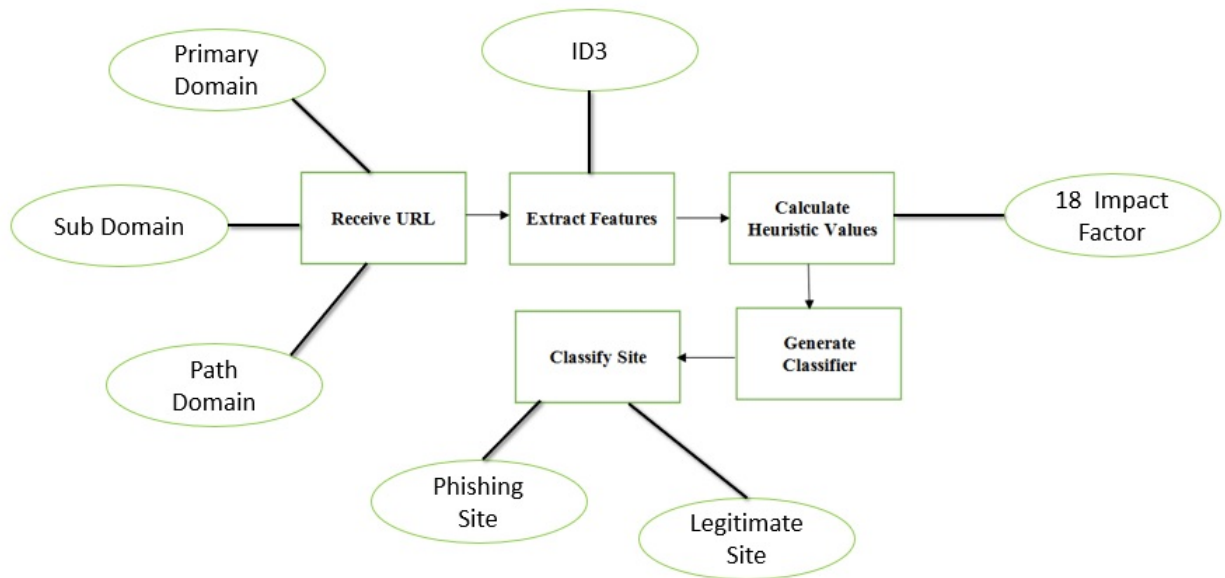 Primary
Domain
ID3
Sub Domain
Receive URL
Extract Features
Calculate
Heuristic Values
18 Impact
Factor
Path
Domain
Classify Site
Generate
Classifier
Phishing
Site
Legitimate
Site